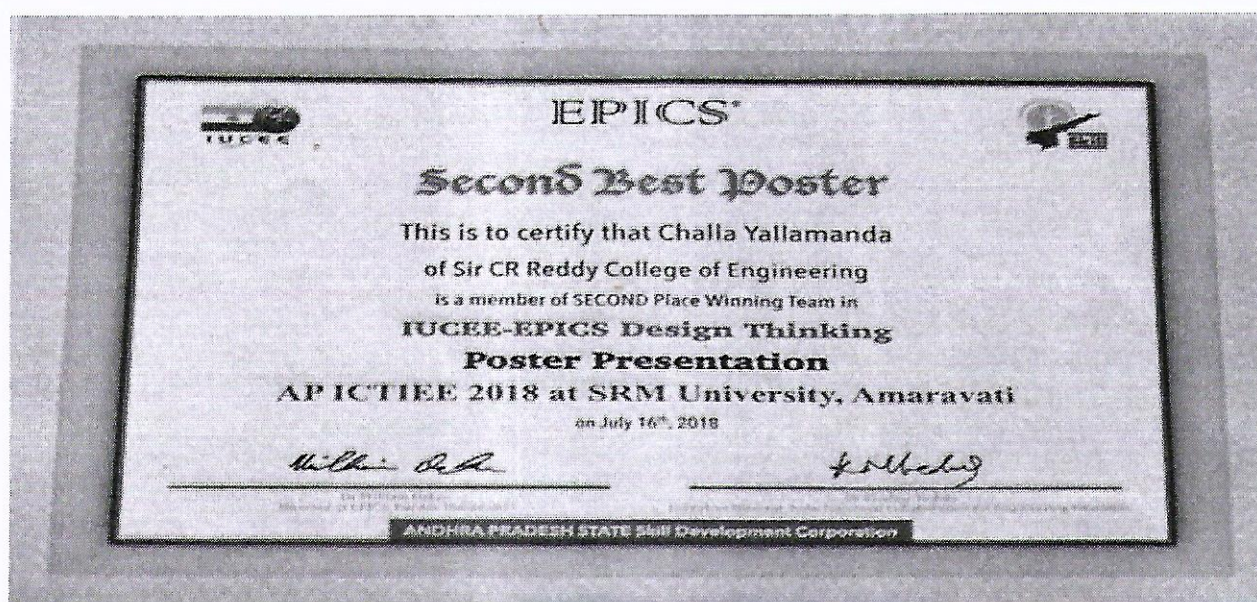 EPICS
IUCEE
Second Best Poster
This is to certify that Challa Yallamanda
of Sir CR Reddy College of Engineering
is a member of SECOND Place Winning Team in
IUCEE-EPICS Design Thinking
Poster Presentation
AP ICTIEE 2018 at SRM University, Amaravati
on July 16th, 2018
ANDHRA PRADESH STATE Skill Development Corporation